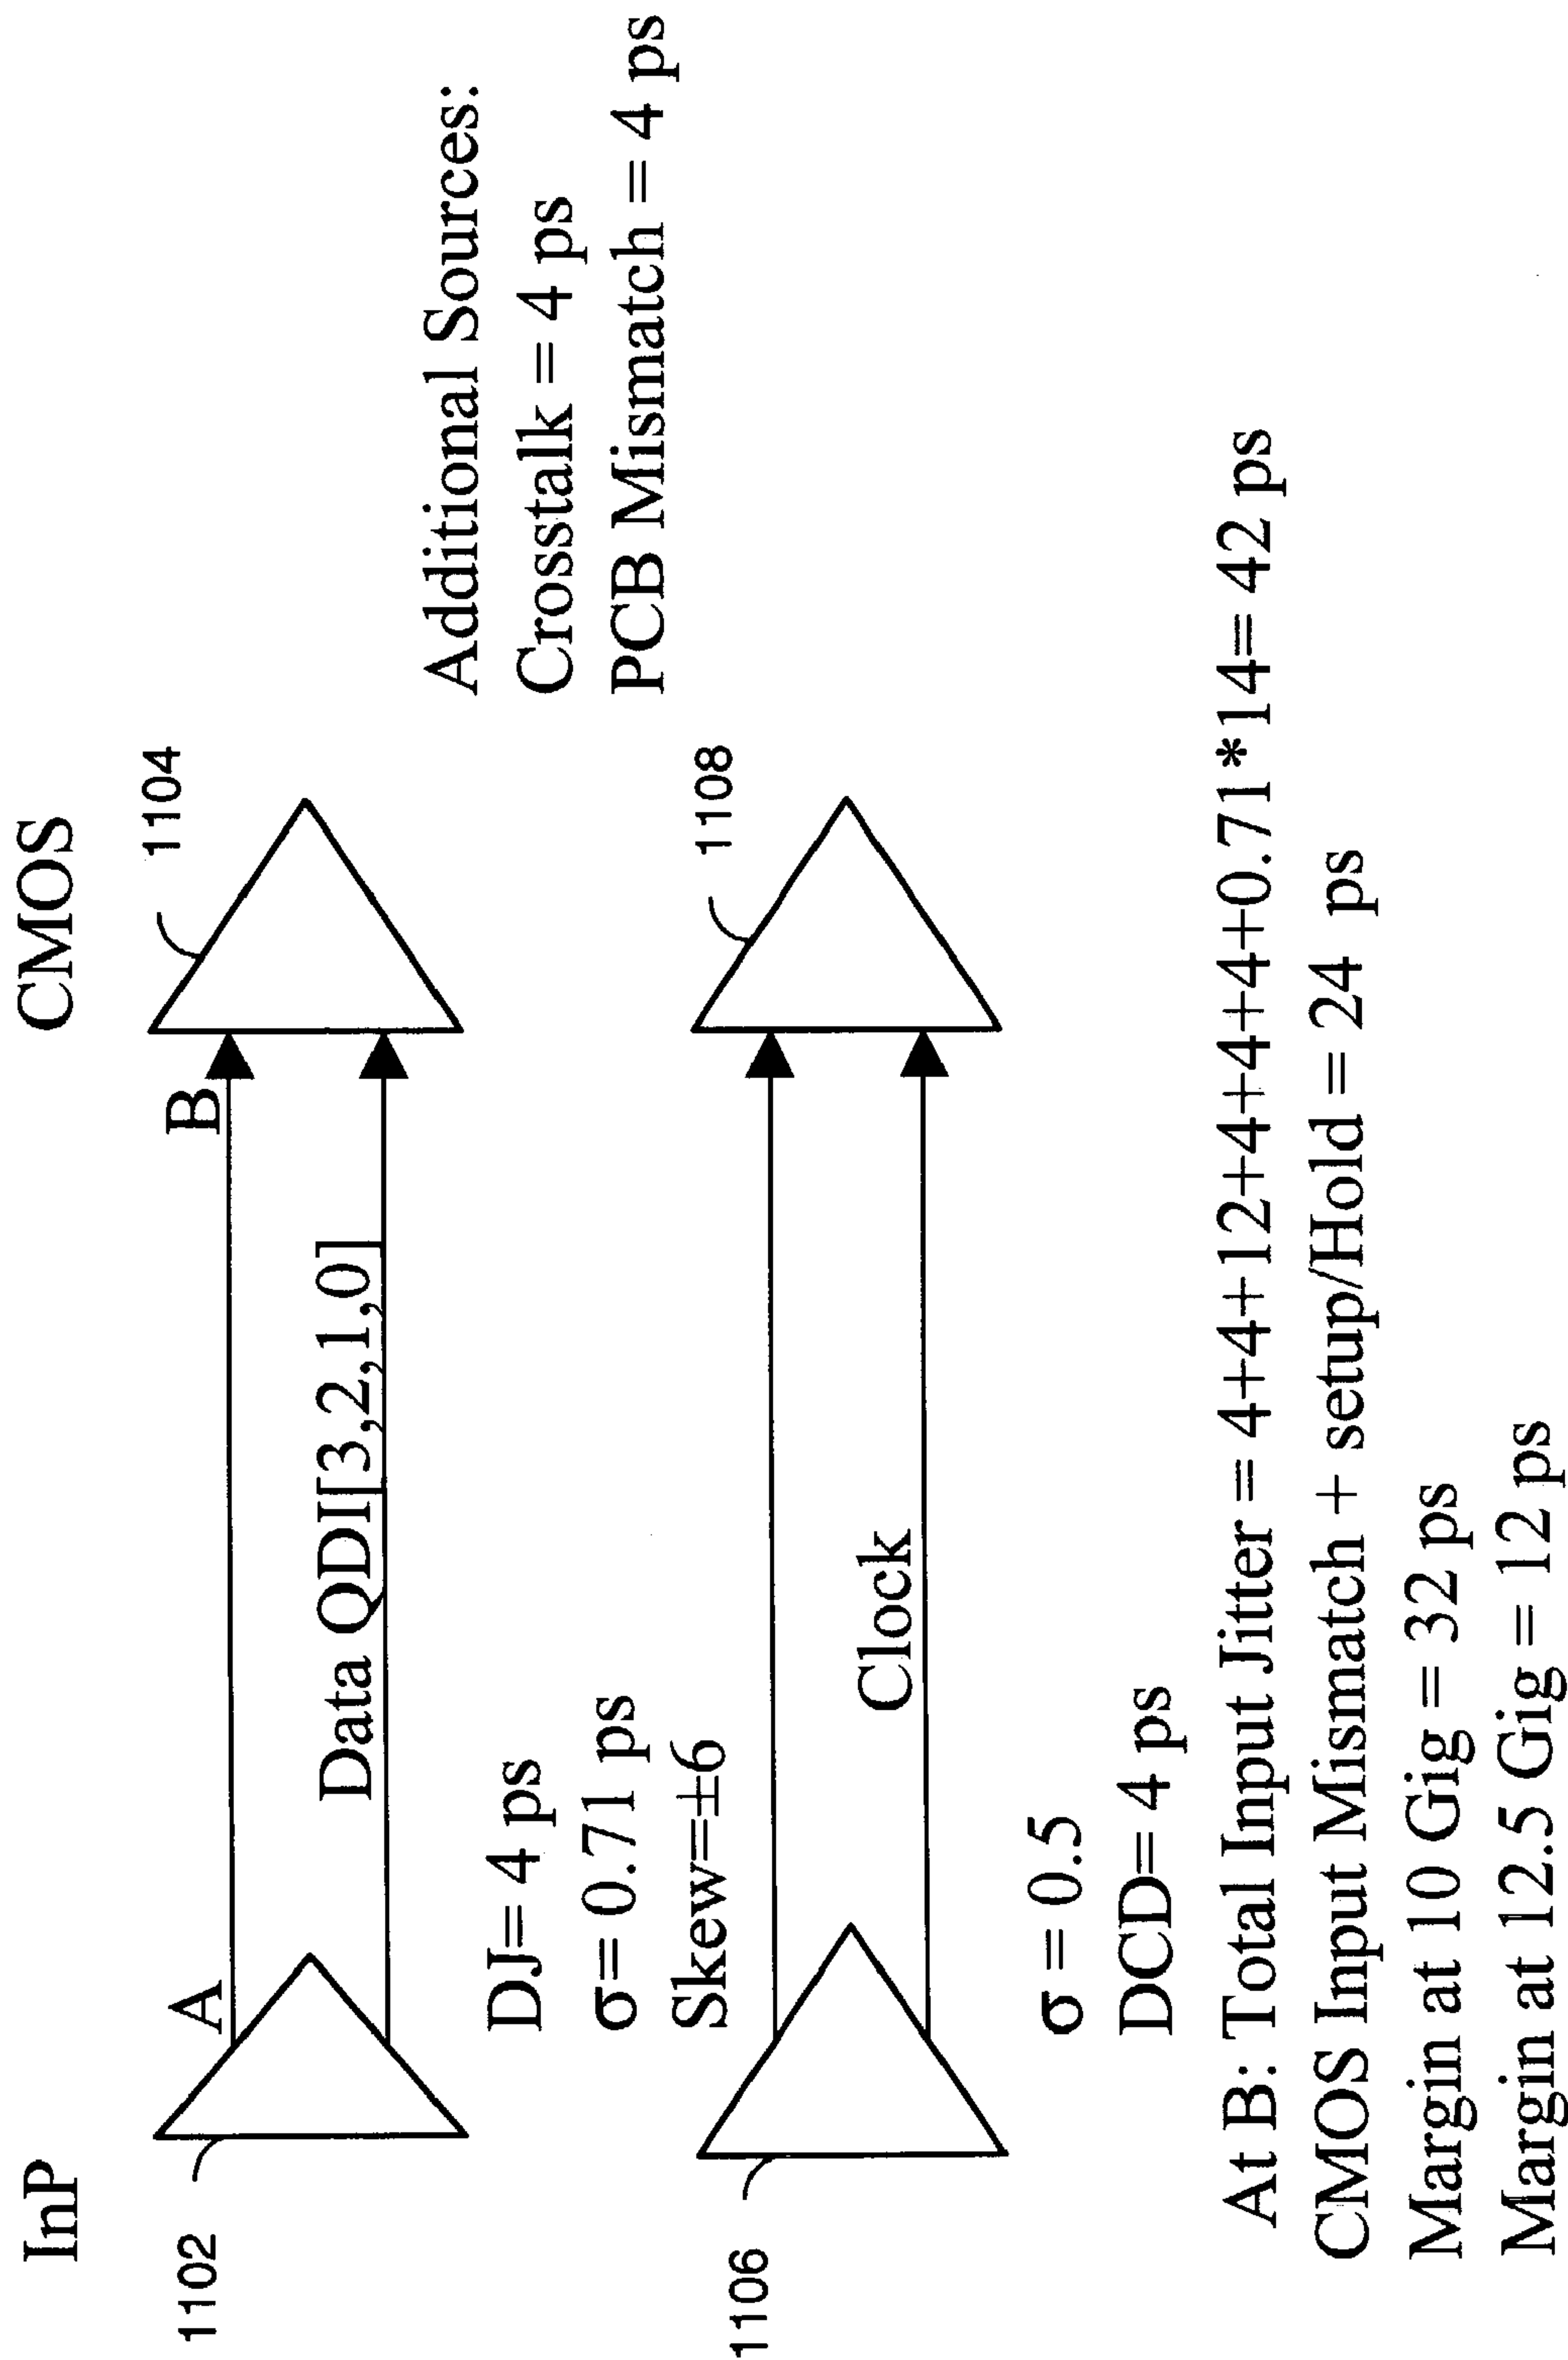 InP
CMOS
1102
A
B
1104
Data QDI[3,2,1,0]
DJ= 4 ps
σ= 0.71 ps
Skew=±6
Additional Sources:
Crosstalk = 4 ps
PCB Mismatch = 4 ps
1106
1108
Clock
σ = 0.5
DCD= 4 ps
At B: Total Input Jitter = 4+4+12+4+4+4+0.71*14= 42 ps
CMOS Input Mismatch + setup/Hold = 24 ps
Margin at 10 Gig = 32 ps
Margin at 12.5 Gig = 12 ps